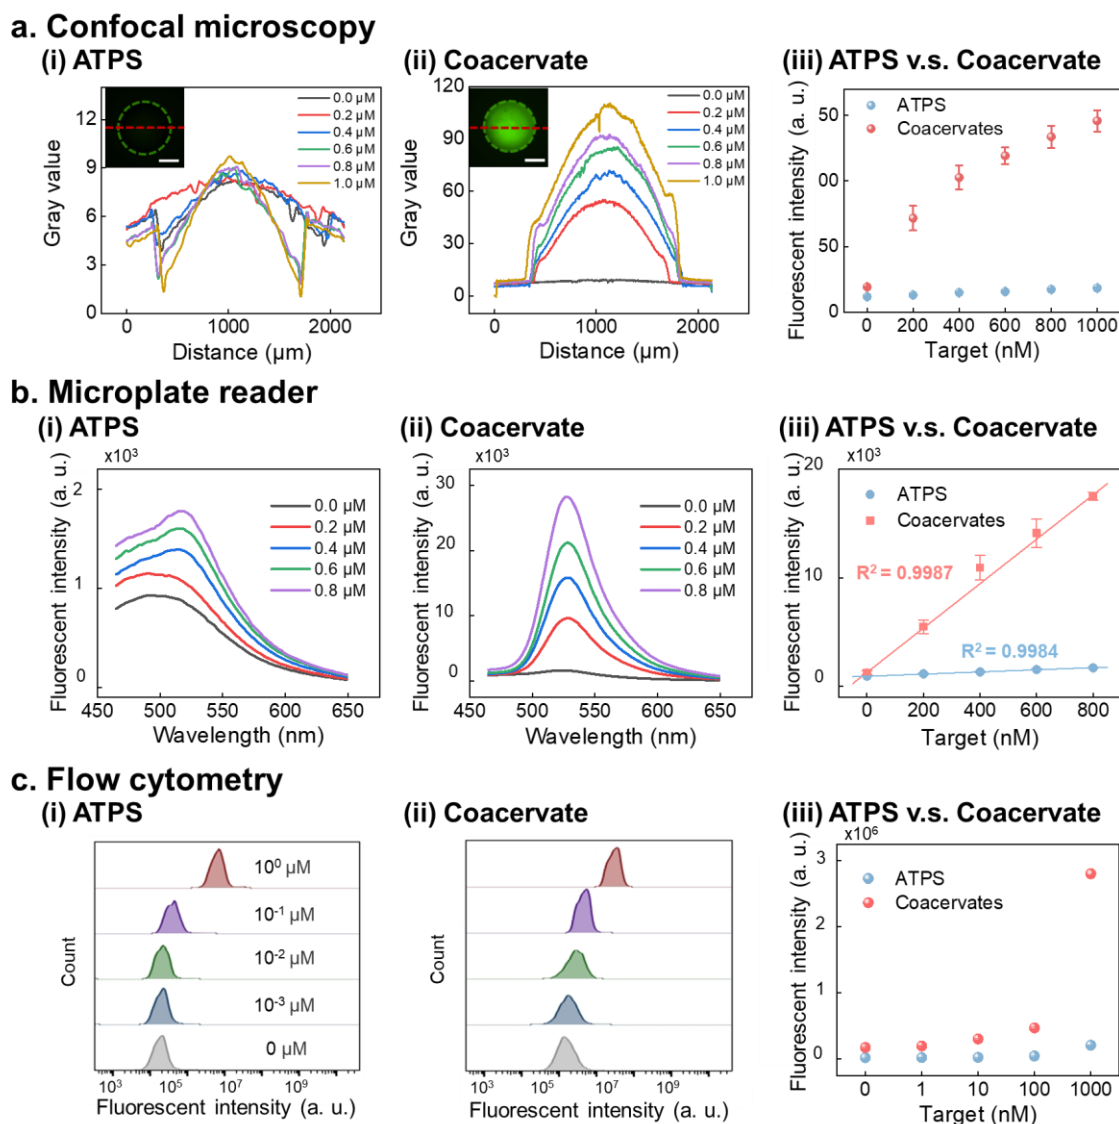 a. Confocal microscopy
(i) ATPS
(ii) Coacervate
(iii) ATPS v.s. Coacervate
Gray value
12
9
6
3
0
0.0 µM
0.2 µM
0.4 µM
0.6 µM
0.8 µM
1.0 µM
0 1000 2000
Distance (µm)
Gray value
120
90
60
30
0
0.0 µM
0.2 µM
0.4 µM
0.6 µM
0.8 µM
1.0 µM
0 1000 2000
Distance (µm)
Fluorescent intensity (a. u.)
50
00
50
0
ATPS
Coacervates
0 200 400 600 800 1000
Target (nM)
b. Microplate reader
(i) ATPS
(ii) Coacervate
(iii) ATPS v.s. Coacervate
x10³
Fluorescent intensity (a. u.)
2
1
0
0.0 µM
0.2 µM
0.4 µM
0.6 µM
0.8 µM
450 500 550 600 650
Wavelength (nm)
x10³
Fluorescent intensity (a. u.)
30
20
10
0
0.0 µM
0.2 µM
0.4 µM
0.6 µM
0.8 µM
450 500 550 600 650
Wavelength (nm)
x10³
Fluorescent intensity (a. u.)
20
10
0
ATPS
Coacervates
R² = 0.9987
R² = 0.9984
0 200 400 600 800
Target (nM)
c. Flow cytometry
(i) ATPS
(ii) Coacervate
(iii) ATPS v.s. Coacervate
Count
10⁰ µM
10⁻¹ µM
10⁻² µM
10⁻³ µM
0 µM
10³ 10⁵ 10⁷ 10⁹
Fluorescent intensity (a. u.)
Count
10³ 10⁵ 10⁷ 10⁹
Fluorescent intensity (a. u.)
x10⁶
Fluorescent intensity (a. u.)
3
2
1
0
ATPS
Coacervates
0 1 10 100 1000
Target (nM)